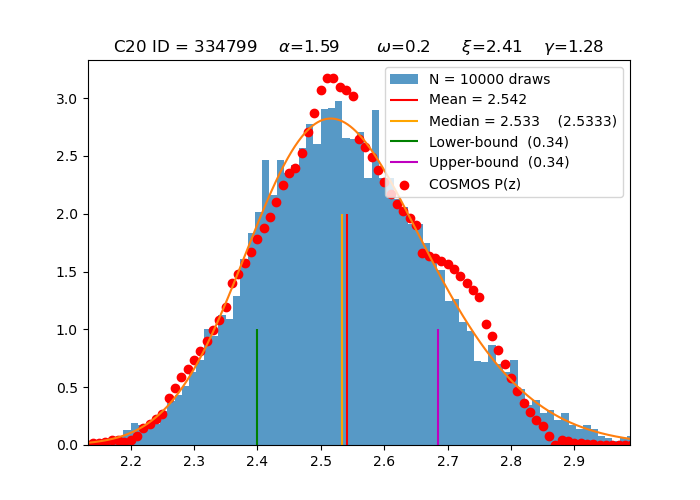 C20 ID = 334799 α=1.59 ω=0.2 ξ=2.41 γ=1.28
N = 10000 draws
Mean = 2.542
Median = 2.533 (2.5333)
Lower-bound (0.34)
Upper-bound (0.34)
COSMOS P(z)
3.0
2.5
2.0
1.5
1.0
0.5
0.0
2.2 2.3 2.4 2.5 2.6 2.7 2.8 2.9